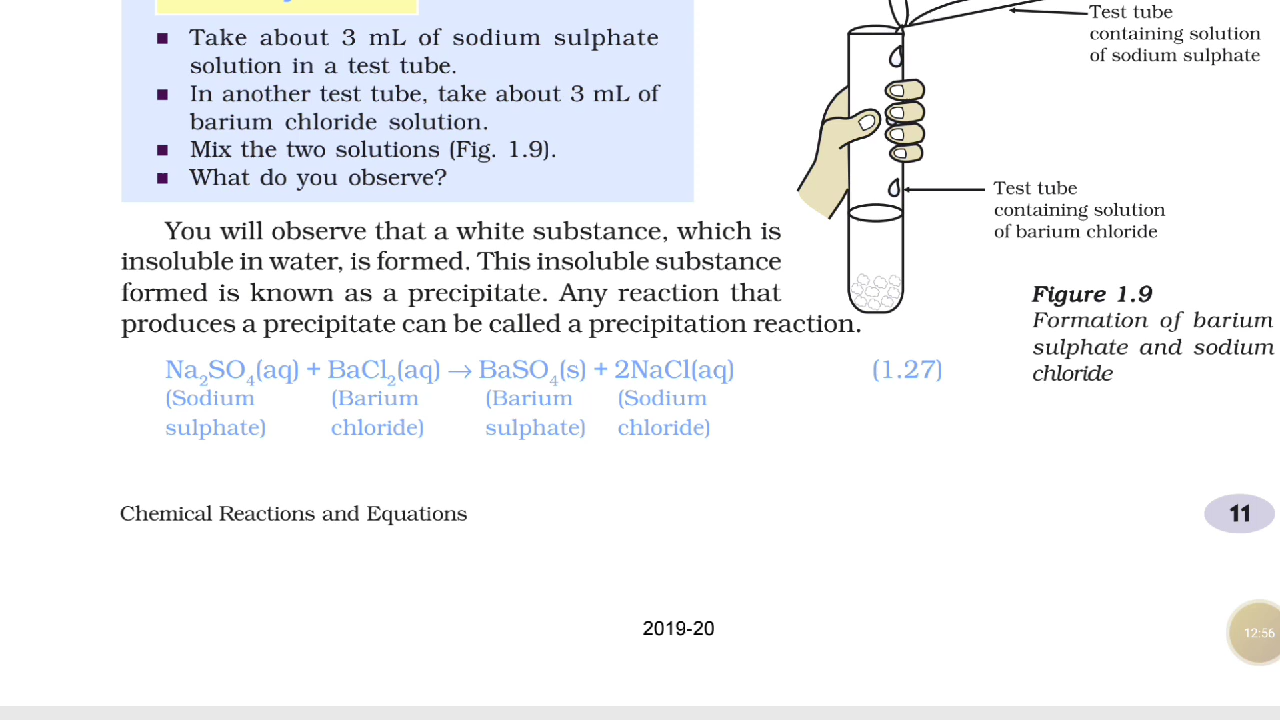 ■ Take about 3 mL of sodium sulphate
solution in a test tube.
■ In another test tube, take about 3 mL of
barium chloride solution.
■ Mix the two solutions (Fig. 1.9).
■ What do you observe?
You will observe that a white substance, which is
insoluble in water, is formed. This insoluble substance
formed is known as a precipitate. Any reaction that
produces a precipitate can be called a precipitation reaction.
Na₂SO₄(aq) + BaCl₂(aq) → BaSO₄(s) + 2NaCl(aq) (1.27)
(Sodium (Barium (Barium (Sodium
sulphate) chloride) sulphate) chloride)
Test tube
containing solution
of sodium sulphate
Test tube
containing solution
of barium chloride
Figure 1.9
Formation of barium
sulphate and sodium
chloride
Chemical Reactions and Equations
11
2019-20
12:56